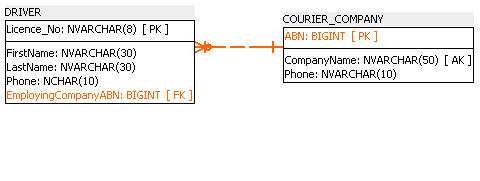 DRIVER
Licence_No: NVARCHAR(8) [ PK ]
FirstName: NVARCHAR(30)
LastName: NVARCHAR(30)
Phone: NCHAR(10)
EmployingCompanyABN: BIGINT [ FK ]
COURIER_COMPANY
ABN: BIGINT [ PK ]
CompanyName: NVARCHAR(50) [ AK ]
Phone: NVARCHAR(10)